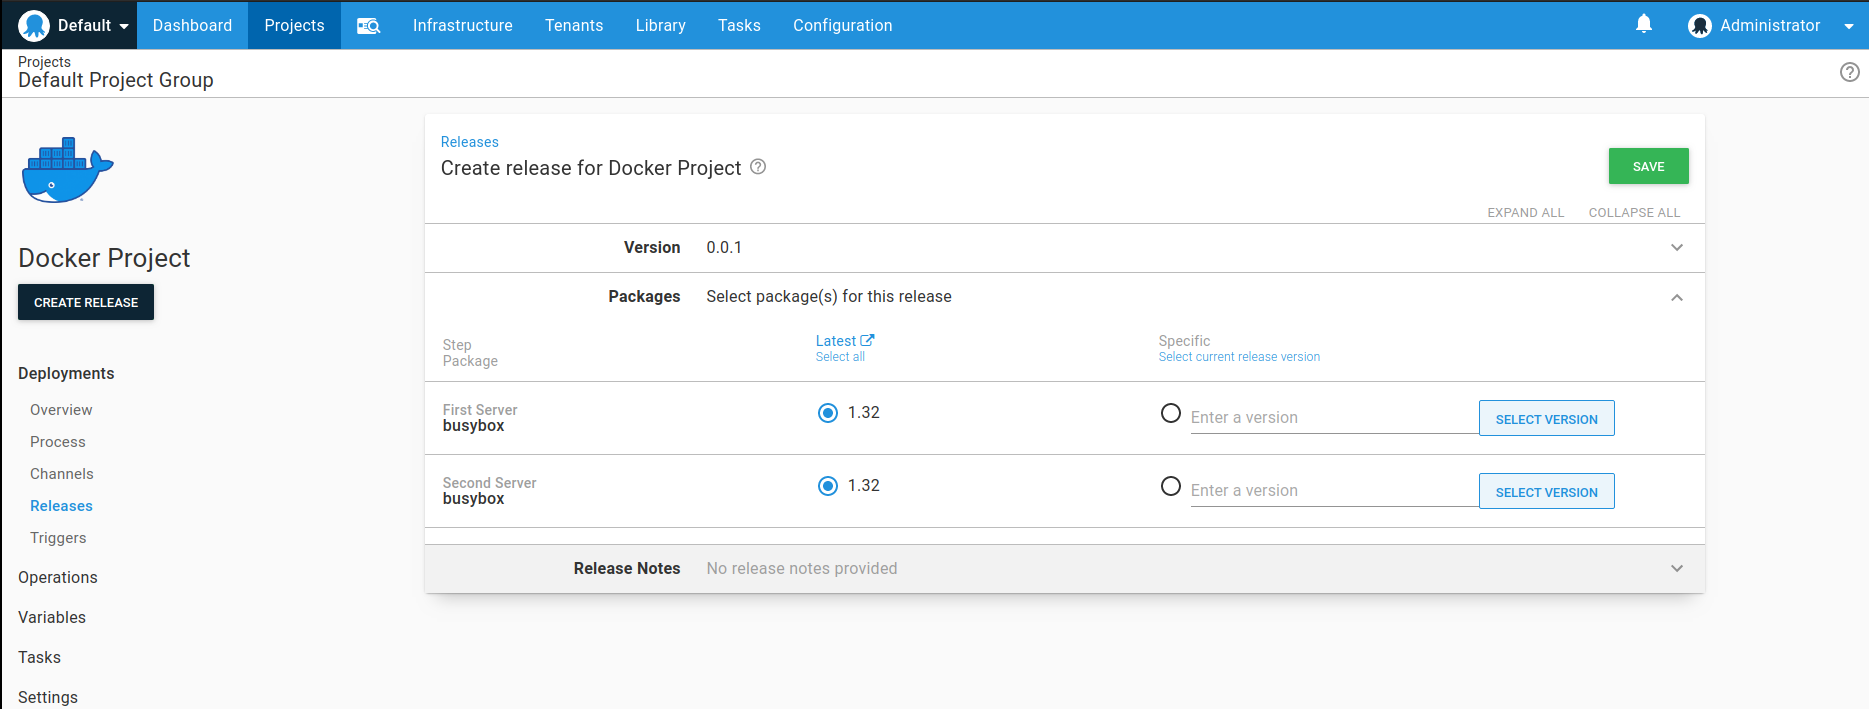 Default Dashboard Projects Infrastructure Tenants Library Tasks Configuration Administrator
Projects
Default Project Group
Docker Project
CREATE RELEASE
Deployments
Overview
Process
Channels
Releases
Triggers
Operations
Variables
Tasks
Settings
Releases
Create release for Docker Project
SAVE
EXPAND ALL COLLAPSE ALL
Version 0.0.1
Packages Select package(s) for this release
Step
Package
Latest
Select all
Specific
Select current release version
First Server
busybox
1.32
Enter a version
SELECT VERSION
Second Server
busybox
1.32
Enter a version
SELECT VERSION
Release Notes No release notes provided